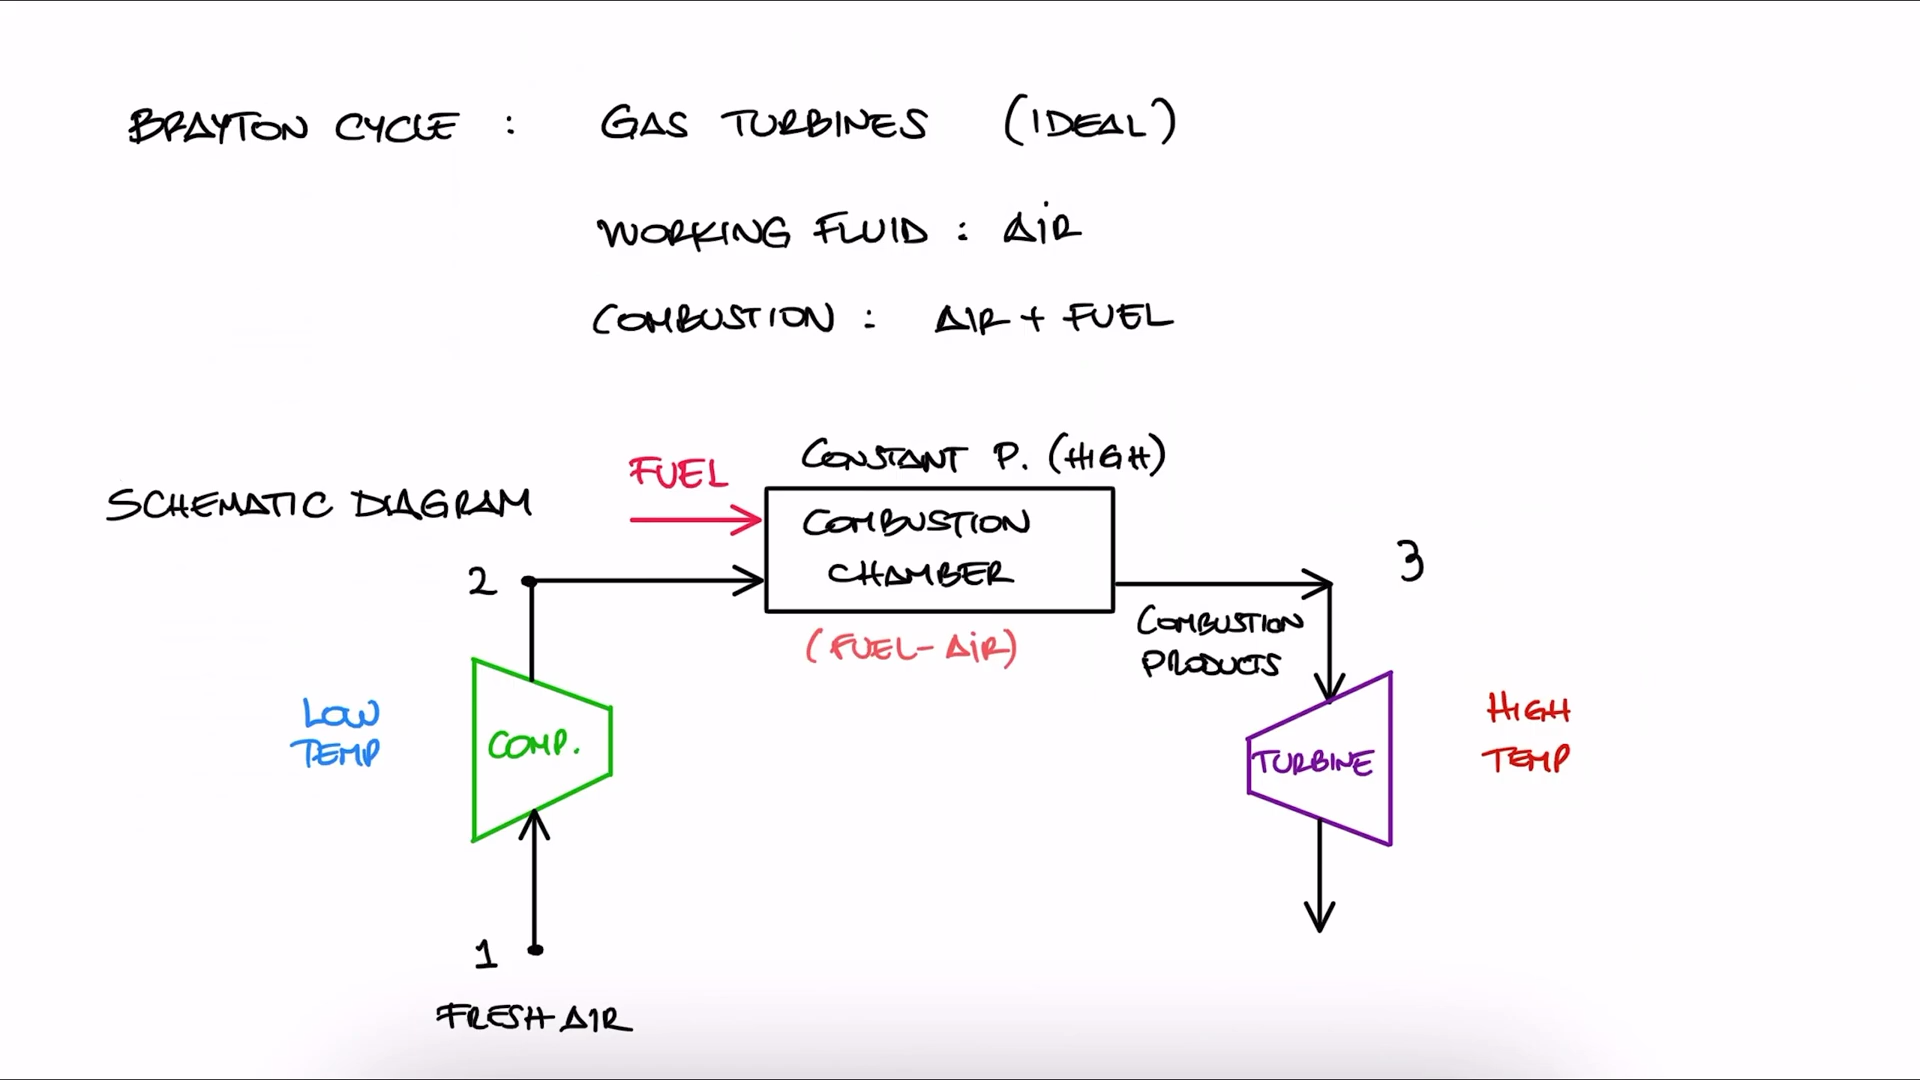 BRAYTON CYCLE : GAS TURBINES (IDEAL)
WORKING FLUID : AIR
COMBUSTION : AIR + FUEL
SCHEMATIC DIAGRAM
FUEL
CONSTANT P. (HIGH)
COMBUSTION
CHAMBER
(FUEL-AIR)
2
3
COMBUSTION
PRODUCTS
LOW
TEMP
COMP.
TURBINE
HIGH
TEMP
1
FRESH AIR